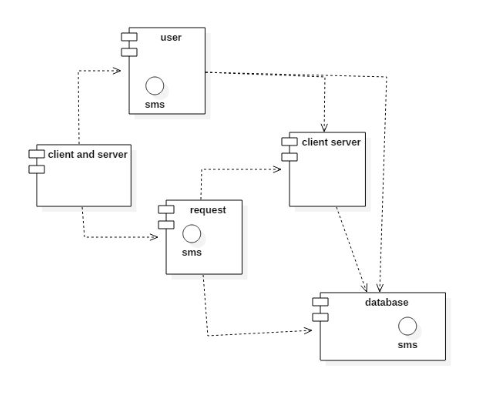 user
sms
client and server
client server
request
sms
database
sms